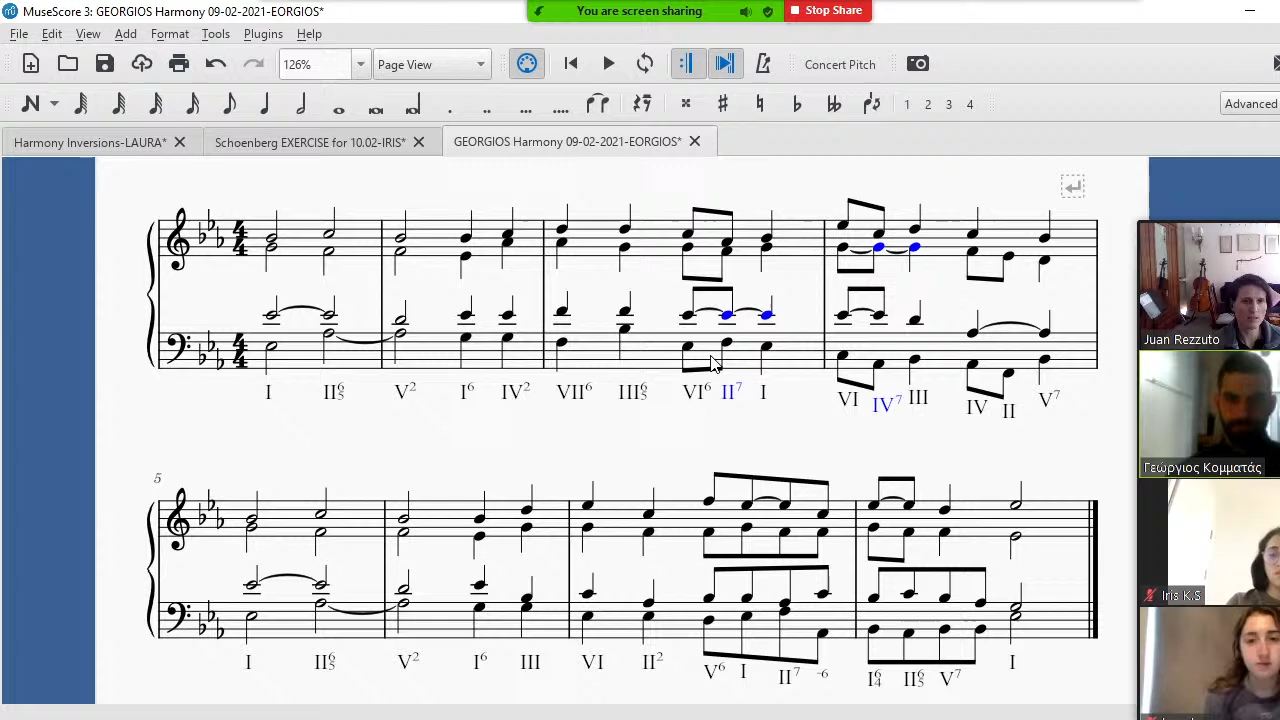 MuseScore 3: GEORGIOS Harmony 09-02-2021-EORGIOS*
You are screen sharing
Stop Share
File Edit View Add Format Tools Plugins Help
126% Page View Concert Pitch
1 2 3 4 Advanced
Harmony Inversions-LAURA* Schoenberg EXERCISE for 10.02-IRIS* GEORGIOS Harmony 09-02-2021-EORGIOS*
4 4
I II6 5 V2 I6 IV2 VII6 III6 5 VI6 II7 I VI IV7 III IV II V7
5
I II6 5 V2 I6 III VI II2 V6 I II7 -6 I6 4 II6 5 V7 I
Juan Rezzuto
Γεώργιος Κομματάς
Iris K.S